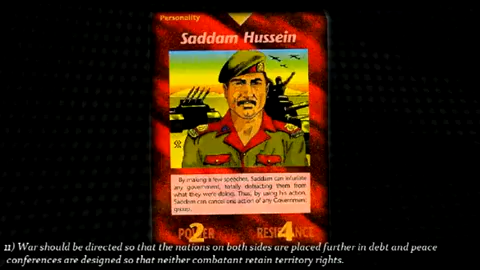 Personality
Saddam Hussein
By making a few speeches, Saddam can infuriate
any government, totally distracting them from
what they were doing. Thus, by using his action,
Saddam can cancel one action of any Government
group.
POWER
2
RESISTANCE
4
11) War should be directed so that the nations on both sides are placed further in debt and peace
conferences are designed so that neither combatant retain territory rights.